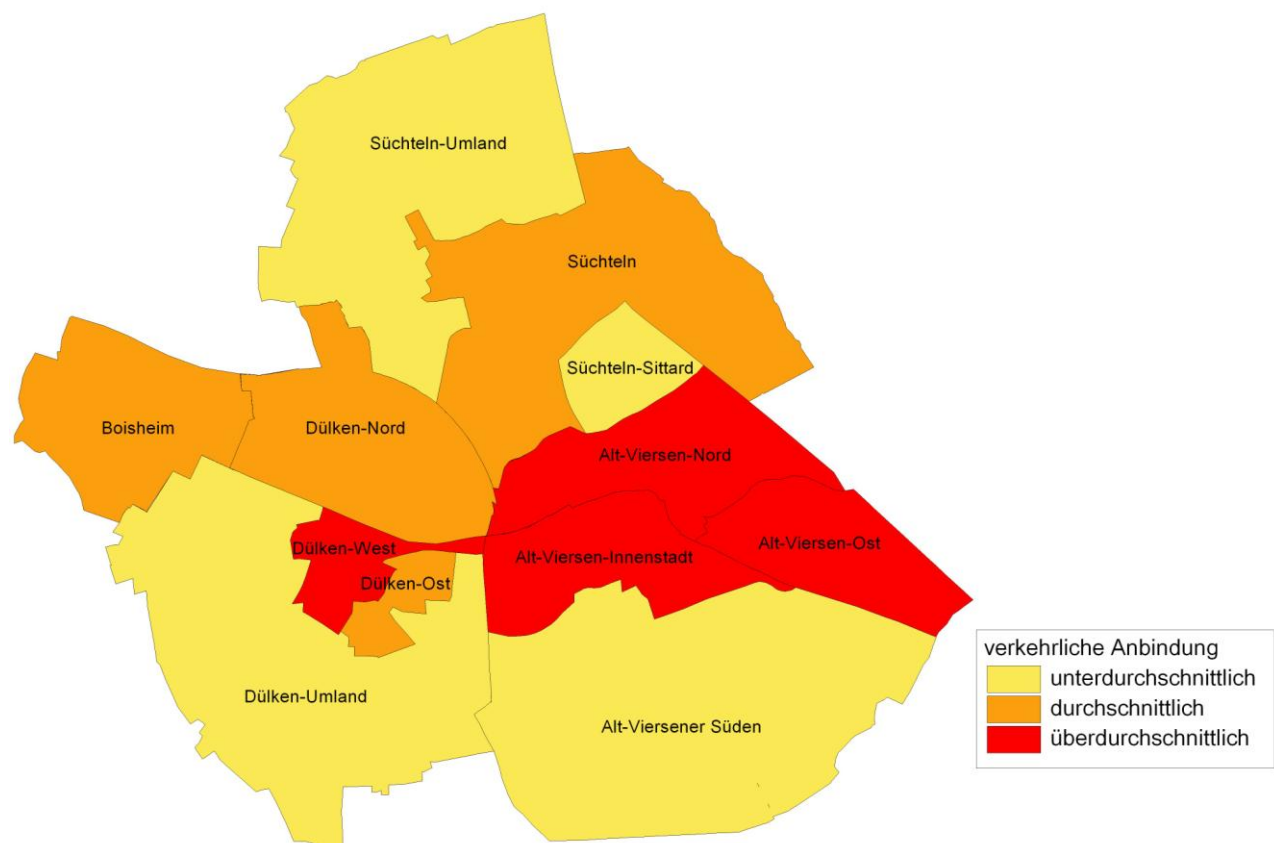 Süchteln-Umland
Süchteln
Süchteln-Sittard
Boisheim
Dülken-Nord
Alt-Viersen-Nord
Alt-Viersen-Ost
Dülken-West
Alt-Viersen-Innenstadt
Dülken-Ost
Dülken-Umland
Alt-Viersener Süden
verkehrliche Anbindung
unterdurchschnittlich
durchschnittlich
überdurchschnittlich